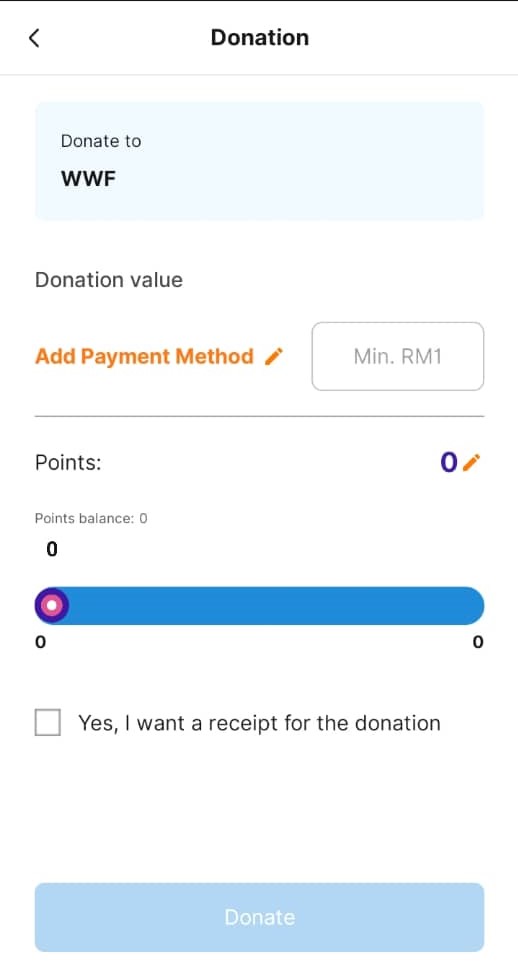 Donation
Donate to
WWF
Donation value
Add Payment Method
Min. RM1
Points:
0
Points balance: 0
0
0
0
Yes, I want a receipt for the donation
Donate